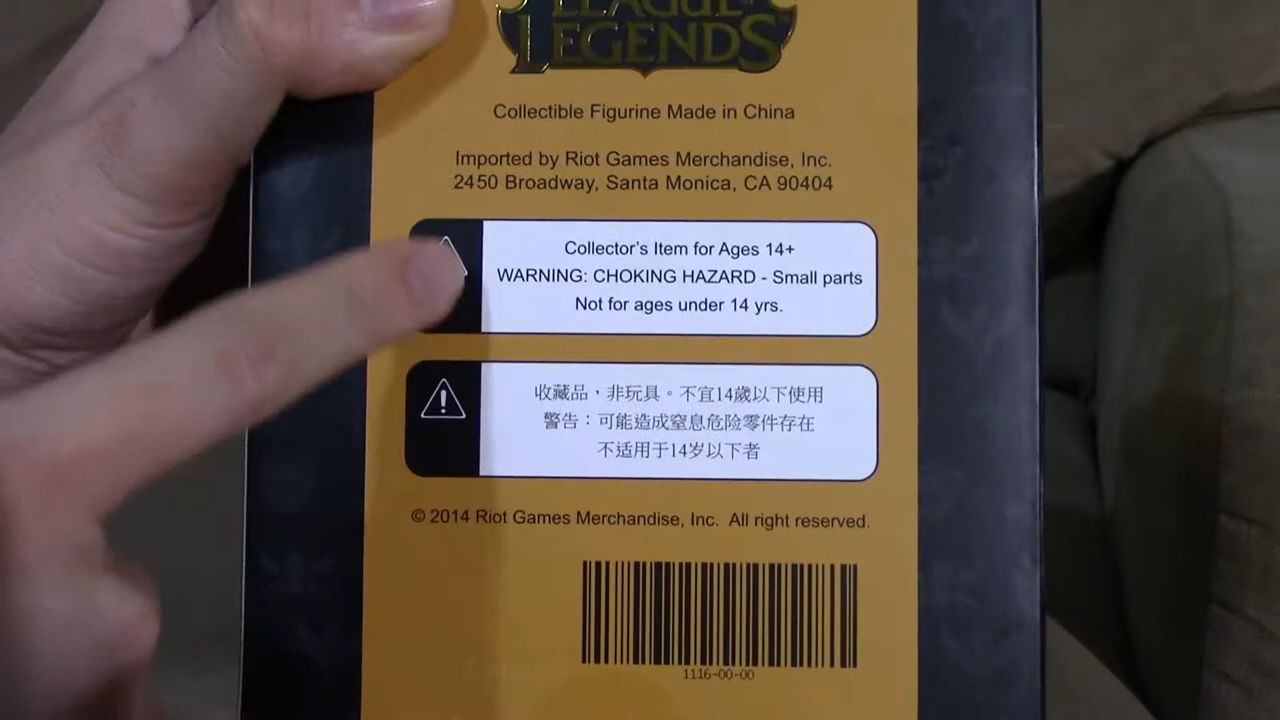 LEAGUE OF
LEGENDS™
Collectible Figurine Made in China
Imported by Riot Games Merchandise, Inc.
2450 Broadway, Santa Monica, CA 90404
Collector's Item for Ages 14+
WARNING: CHOKING HAZARD - Small parts
Not for ages under 14 yrs.
收藏品，非玩具。不宜14歲以下使用
警告：可能造成窒息危险零件存在
不适用于14岁以下者
© 2014 Riot Games Merchandise, Inc. All right reserved.
1116-00-00